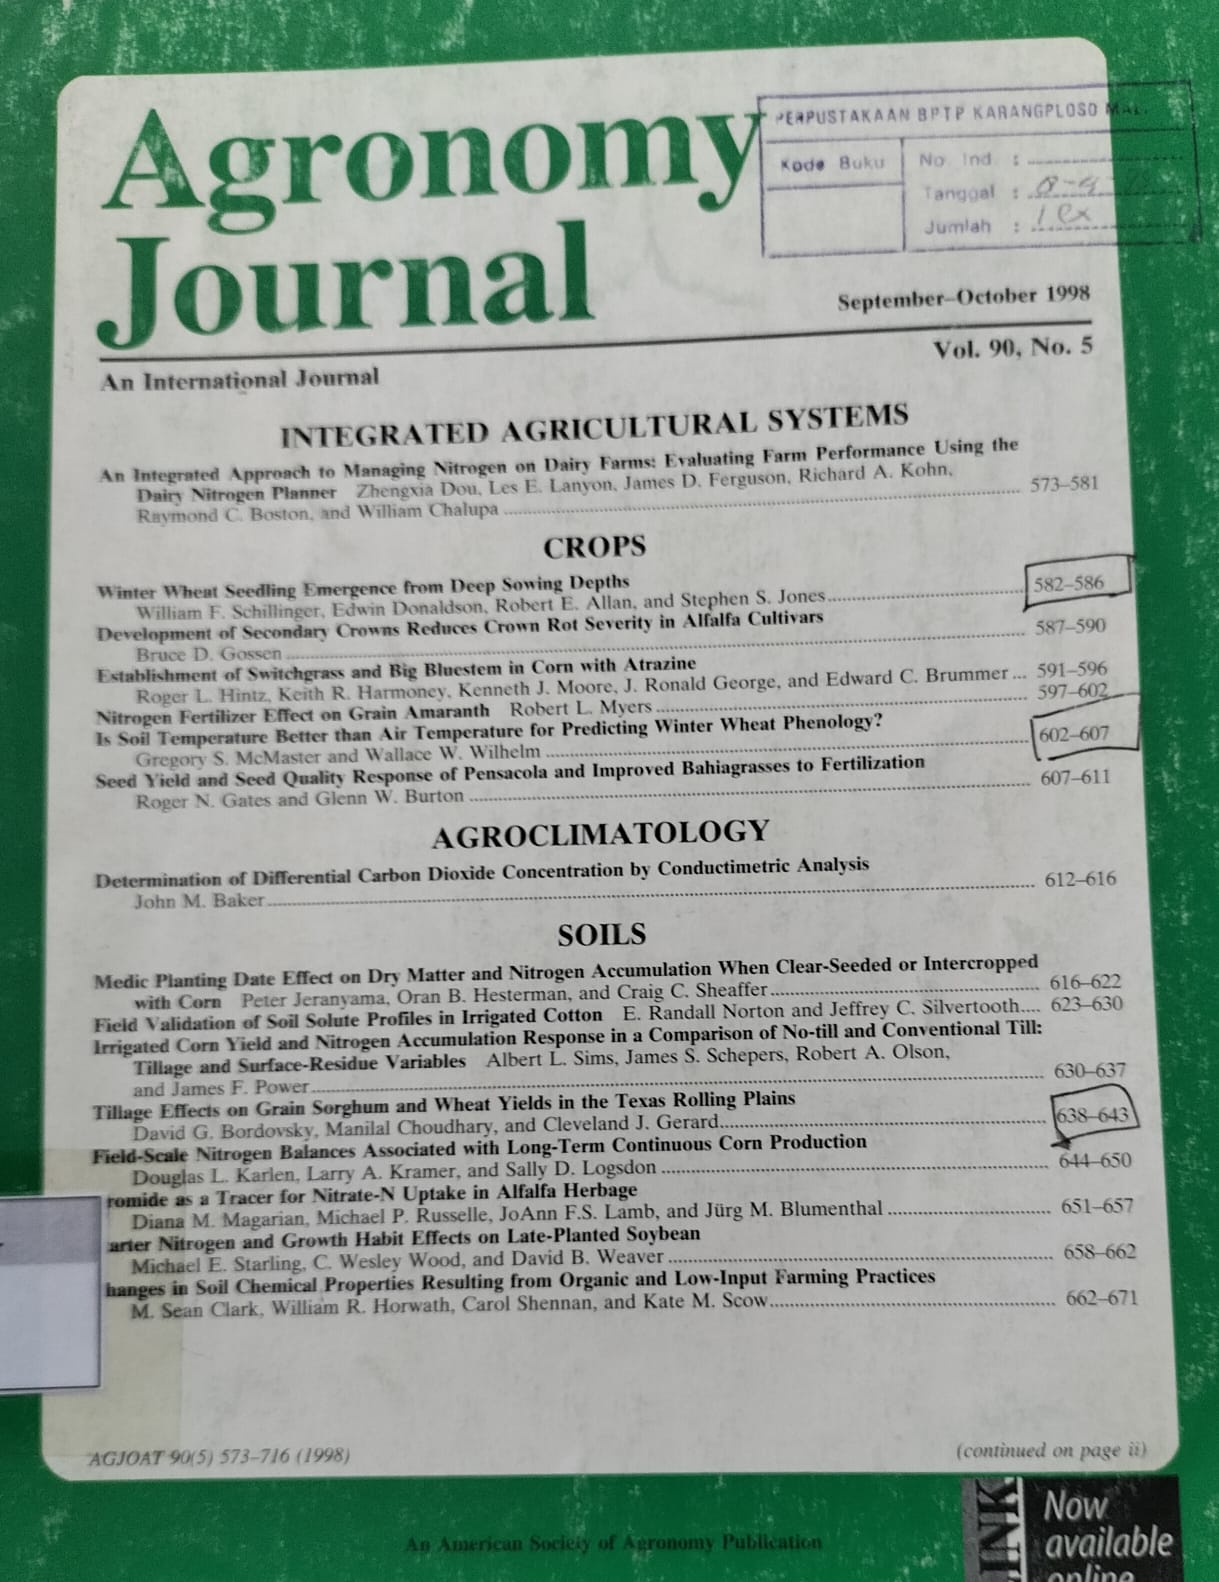 Agronomy
Journal
PERPUSTAKAAN BPTP KARANGPLOSO
Kode Buku
No. Ind :
Tanggal :
Jumlah : 1 ex
September–October 1998
Vol. 90, No. 5
An International Journal
INTEGRATED AGRICULTURAL SYSTEMS
An Integrated Approach to Managing Nitrogen on Dairy Farms: Evaluating Farm Performance Using the
Dairy Nitrogen Planner Zhengxia Dou, Les E. Lanyon, James D. Ferguson, Richard A. Kohn,
Raymond C. Boston, and William Chalupa ........ 573–581
CROPS
Winter Wheat Seedling Emergence from Deep Sowing Depths
William F. Schillinger, Edwin Donaldson, Robert E. Allan, and Stephen S. Jones ........ 582–586
Development of Secondary Crowns Reduces Crown Rot Severity in Alfalfa Cultivars
Bruce D. Gossen ........ 587–590
Establishment of Switchgrass and Big Bluestem in Corn with Atrazine
Roger L. Hintz, Keith R. Harmoney, Kenneth J. Moore, J. Ronald George, and Edward C. Brummer ... 591–596
Nitrogen Fertilizer Effect on Grain Amaranth Robert L. Myers ........ 597–602
Is Soil Temperature Better than Air Temperature for Predicting Winter Wheat Phenology?
Gregory S. McMaster and Wallace W. Wilhelm ........ 602–607
Seed Yield and Seed Quality Response of Pensacola and Improved Bahiagrasses to Fertilization
Roger N. Gates and Glenn W. Burton ........ 607–611
AGROCLIMATOLOGY
Determination of Differential Carbon Dioxide Concentration by Conductimetric Analysis
John M. Baker ........ 612–616
SOILS
Medic Planting Date Effect on Dry Matter and Nitrogen Accumulation When Clear-Seeded or Intercropped
with Corn Peter Jeranyama, Oran B. Hesterman, and Craig C. Sheaffer ........ 616–622
Field Validation of Soil Solute Profiles in Irrigated Cotton E. Randall Norton and Jeffrey C. Silvertooth.... 623–630
Irrigated Corn Yield and Nitrogen Accumulation Response in a Comparison of No-till and Conventional Till:
Tillage and Surface-Residue Variables Albert L. Sims, James S. Schepers, Robert A. Olson,
and James F. Power ........ 630–637
Tillage Effects on Grain Sorghum and Wheat Yields in the Texas Rolling Plains
David G. Bordovsky, Manilal Choudhary, and Cleveland J. Gerard ........ 638–643
Field-Scale Nitrogen Balances Associated with Long-Term Continuous Corn Production
Douglas L. Karlen, Larry A. Kramer, and Sally D. Logsdon ........ 644–650
romide as a Tracer for Nitrate-N Uptake in Alfalfa Herbage
Diana M. Magarian, Michael P. Russelle, JoAnn F.S. Lamb, and Jürg M. Blumenthal ........ 651–657
arter Nitrogen and Growth Habit Effects on Late-Planted Soybean
Michael E. Starling, C. Wesley Wood, and David B. Weaver ........ 658–662
hanges in Soil Chemical Properties Resulting from Organic and Low-Input Farming Practices
M. Sean Clark, William R. Horwath, Carol Shennan, and Kate M. Scow ........ 662–671
AGJOAT 90(5) 573–716 (1998)
(continued on page ii)
An American Society of Agronomy Publication
INK
Now
available
online